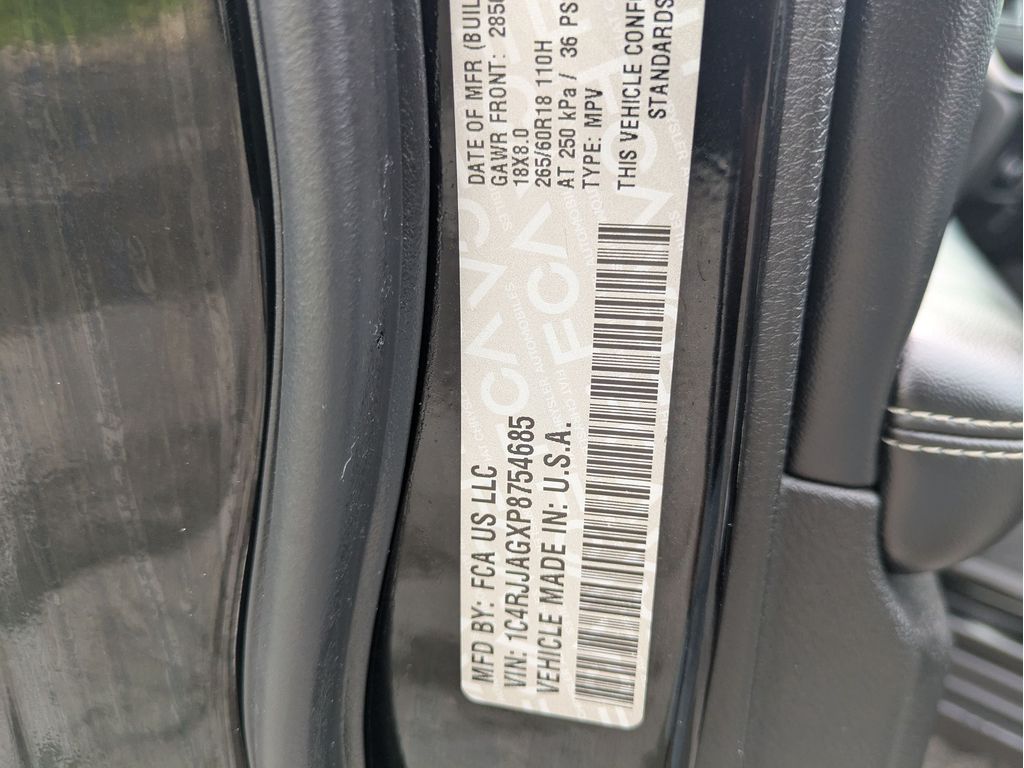 MFD BY: FCA US LLC
VIN: 1C4RJJAGXP8754685
VEHICLE MADE IN: U.S.A.
DATE OF MFR (BUIL
GAWR FRONT: 285
18X8.0
265/60R18 110H
AT 250 kPa / 36 PS
TYPE: MPV
THIS VEHICLE CONF
STANDARDS